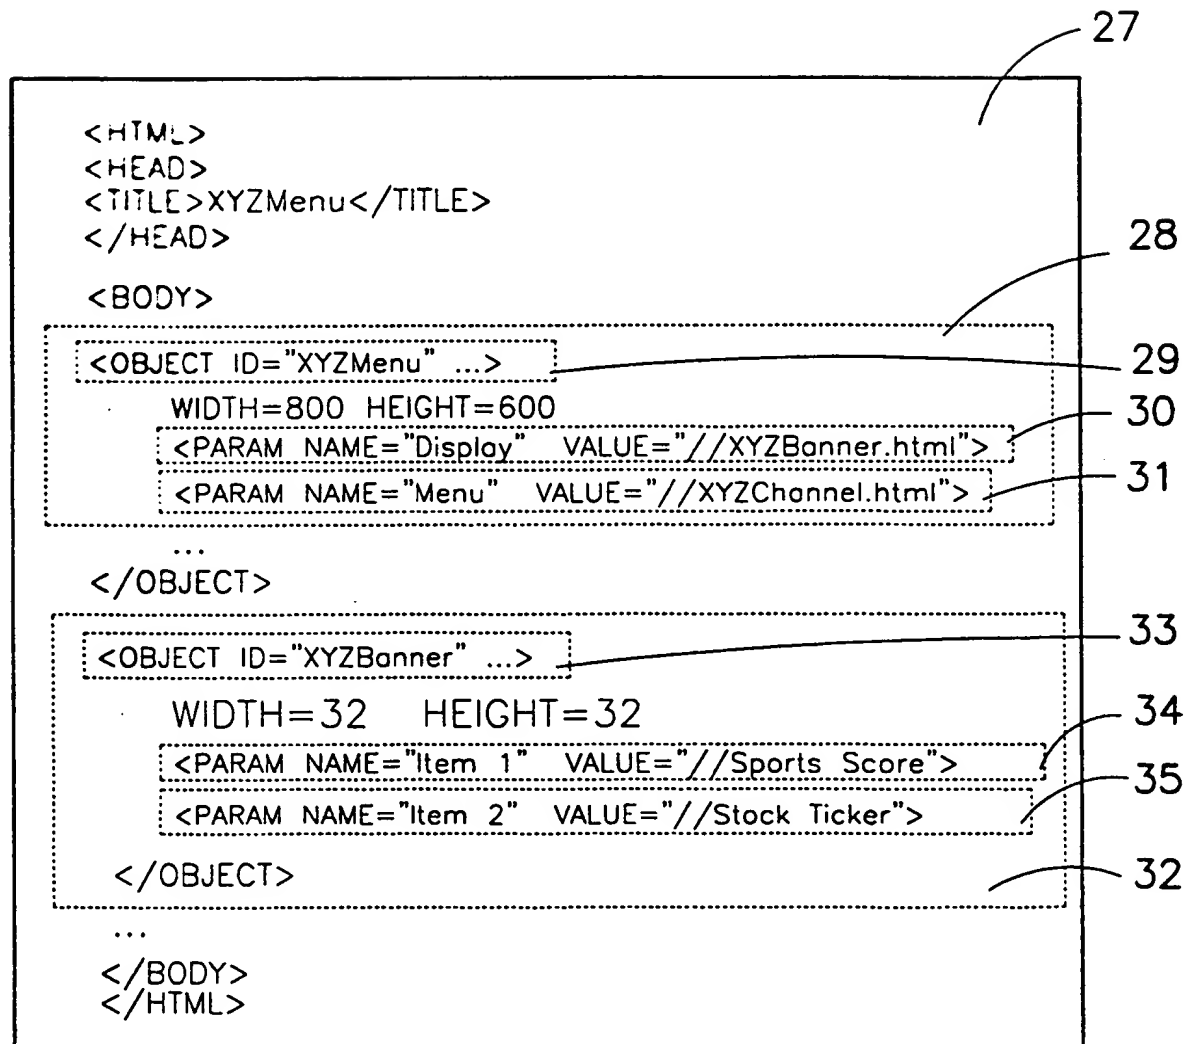 27
<HTML>
<HEAD>
<TITLE>XYZMenu</TITLE>
</HEAD>
28
<BODY>
<OBJECT ID="XYZMenu" ...>
29
WIDTH=800 HEIGHT=600
30
<PARAM NAME="Display" VALUE="//XYZBanner.html">
31
<PARAM NAME="Menu" VALUE="//XYZChannel.html">
...
</OBJECT>
33
<OBJECT ID="XYZBanner" ...>
WIDTH=32 HEIGHT=32
34
<PARAM NAME="Item 1" VALUE="//Sports Score">
35
<PARAM NAME="Item 2" VALUE="//Stock Ticker">
</OBJECT>
32
...
</BODY>
</HTML>